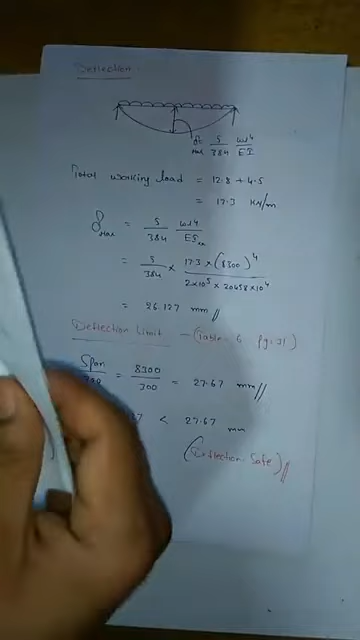 Deflection
δmax 5/384 wl⁴/EI
Total working load = 12.8 + 4.5
= 17.3 KN/m
δmax = 5/384 wl⁴/EI
= 5/384 × 17.3 × (8300)⁴ / 2×10⁵ × 20458×10⁴
= 26.127 mm
Deflection Limit – (Table. 6 pg. 31)
Span/300 = 8300/300 = 27.67 mm
< 27.67 mm
(Deflection Safe)